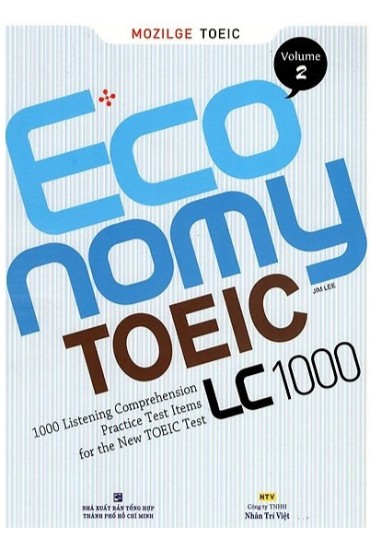 MOZILGE TOEIC
Volume
2
Eco
nomy
JIM LEE
TOEIC
LC 1000
1000 Listening Comprehension
Practice Test Items
for the New TOEIC Test
NHÀ XUẤT BẢN TỔNG HỢP
THÀNH PHỐ HỒ CHÍ MINH
NTV
Công ty TNHH
Nhân Trí Việt